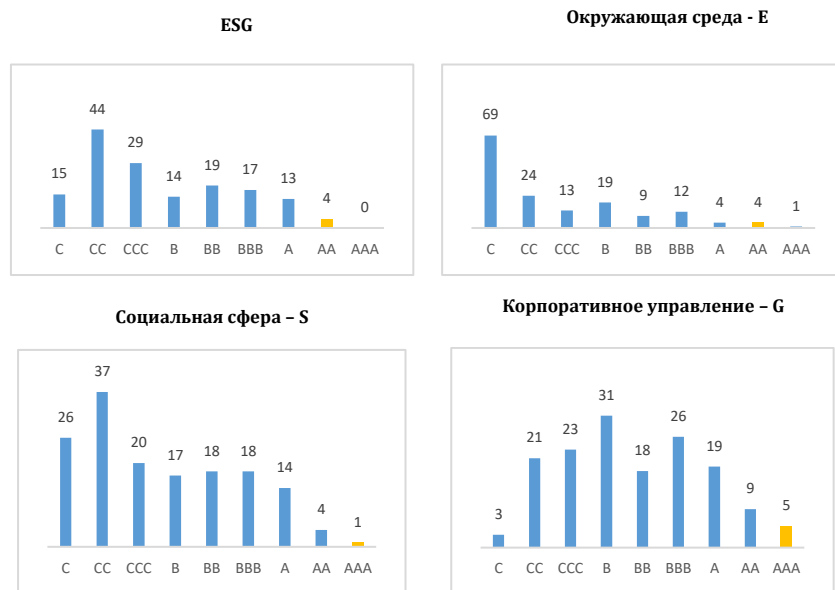 ESG
15 44 29 14 19 17 13 4 0
C CC CCC B BB BBB A AA AAA
Окружающая среда - E
69 24 13 19 9 12 4 4 1
C CC CCC B BB BBB A AA AAA
Социальная сфера – S
26 37 20 17 18 18 14 4 1
C CC CCC B BB BBB A AA AAA
Корпоративное управление – G
3 21 23 31 18 26 19 9 5
C CC CCC B BB BBB A AA AAA